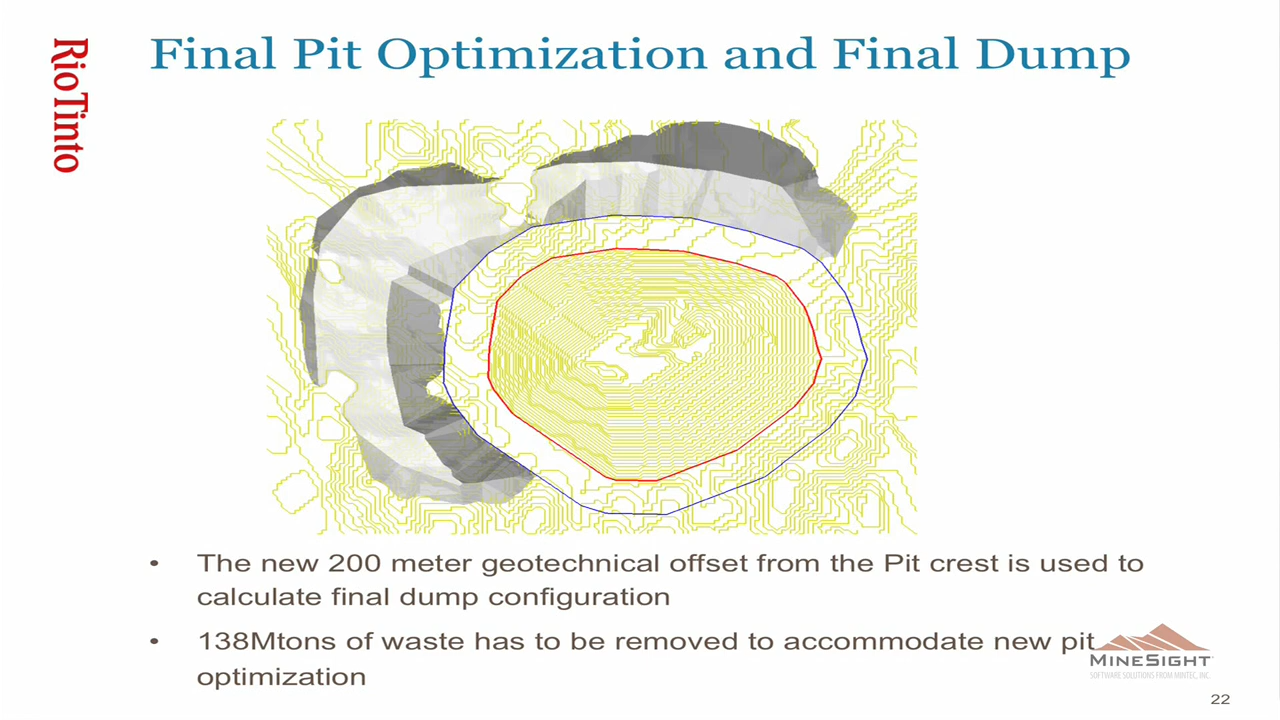 RioTinto
Final Pit Optimization and Final Dump
• The new 200 meter geotechnical offset from the Pit crest is used to
calculate final dump configuration
• 138Mtons of waste has to be removed to accommodate new pit
optimization
MINESIGHT
SOFTWARE SOLUTIONS FROM MINTEC, INC.
22